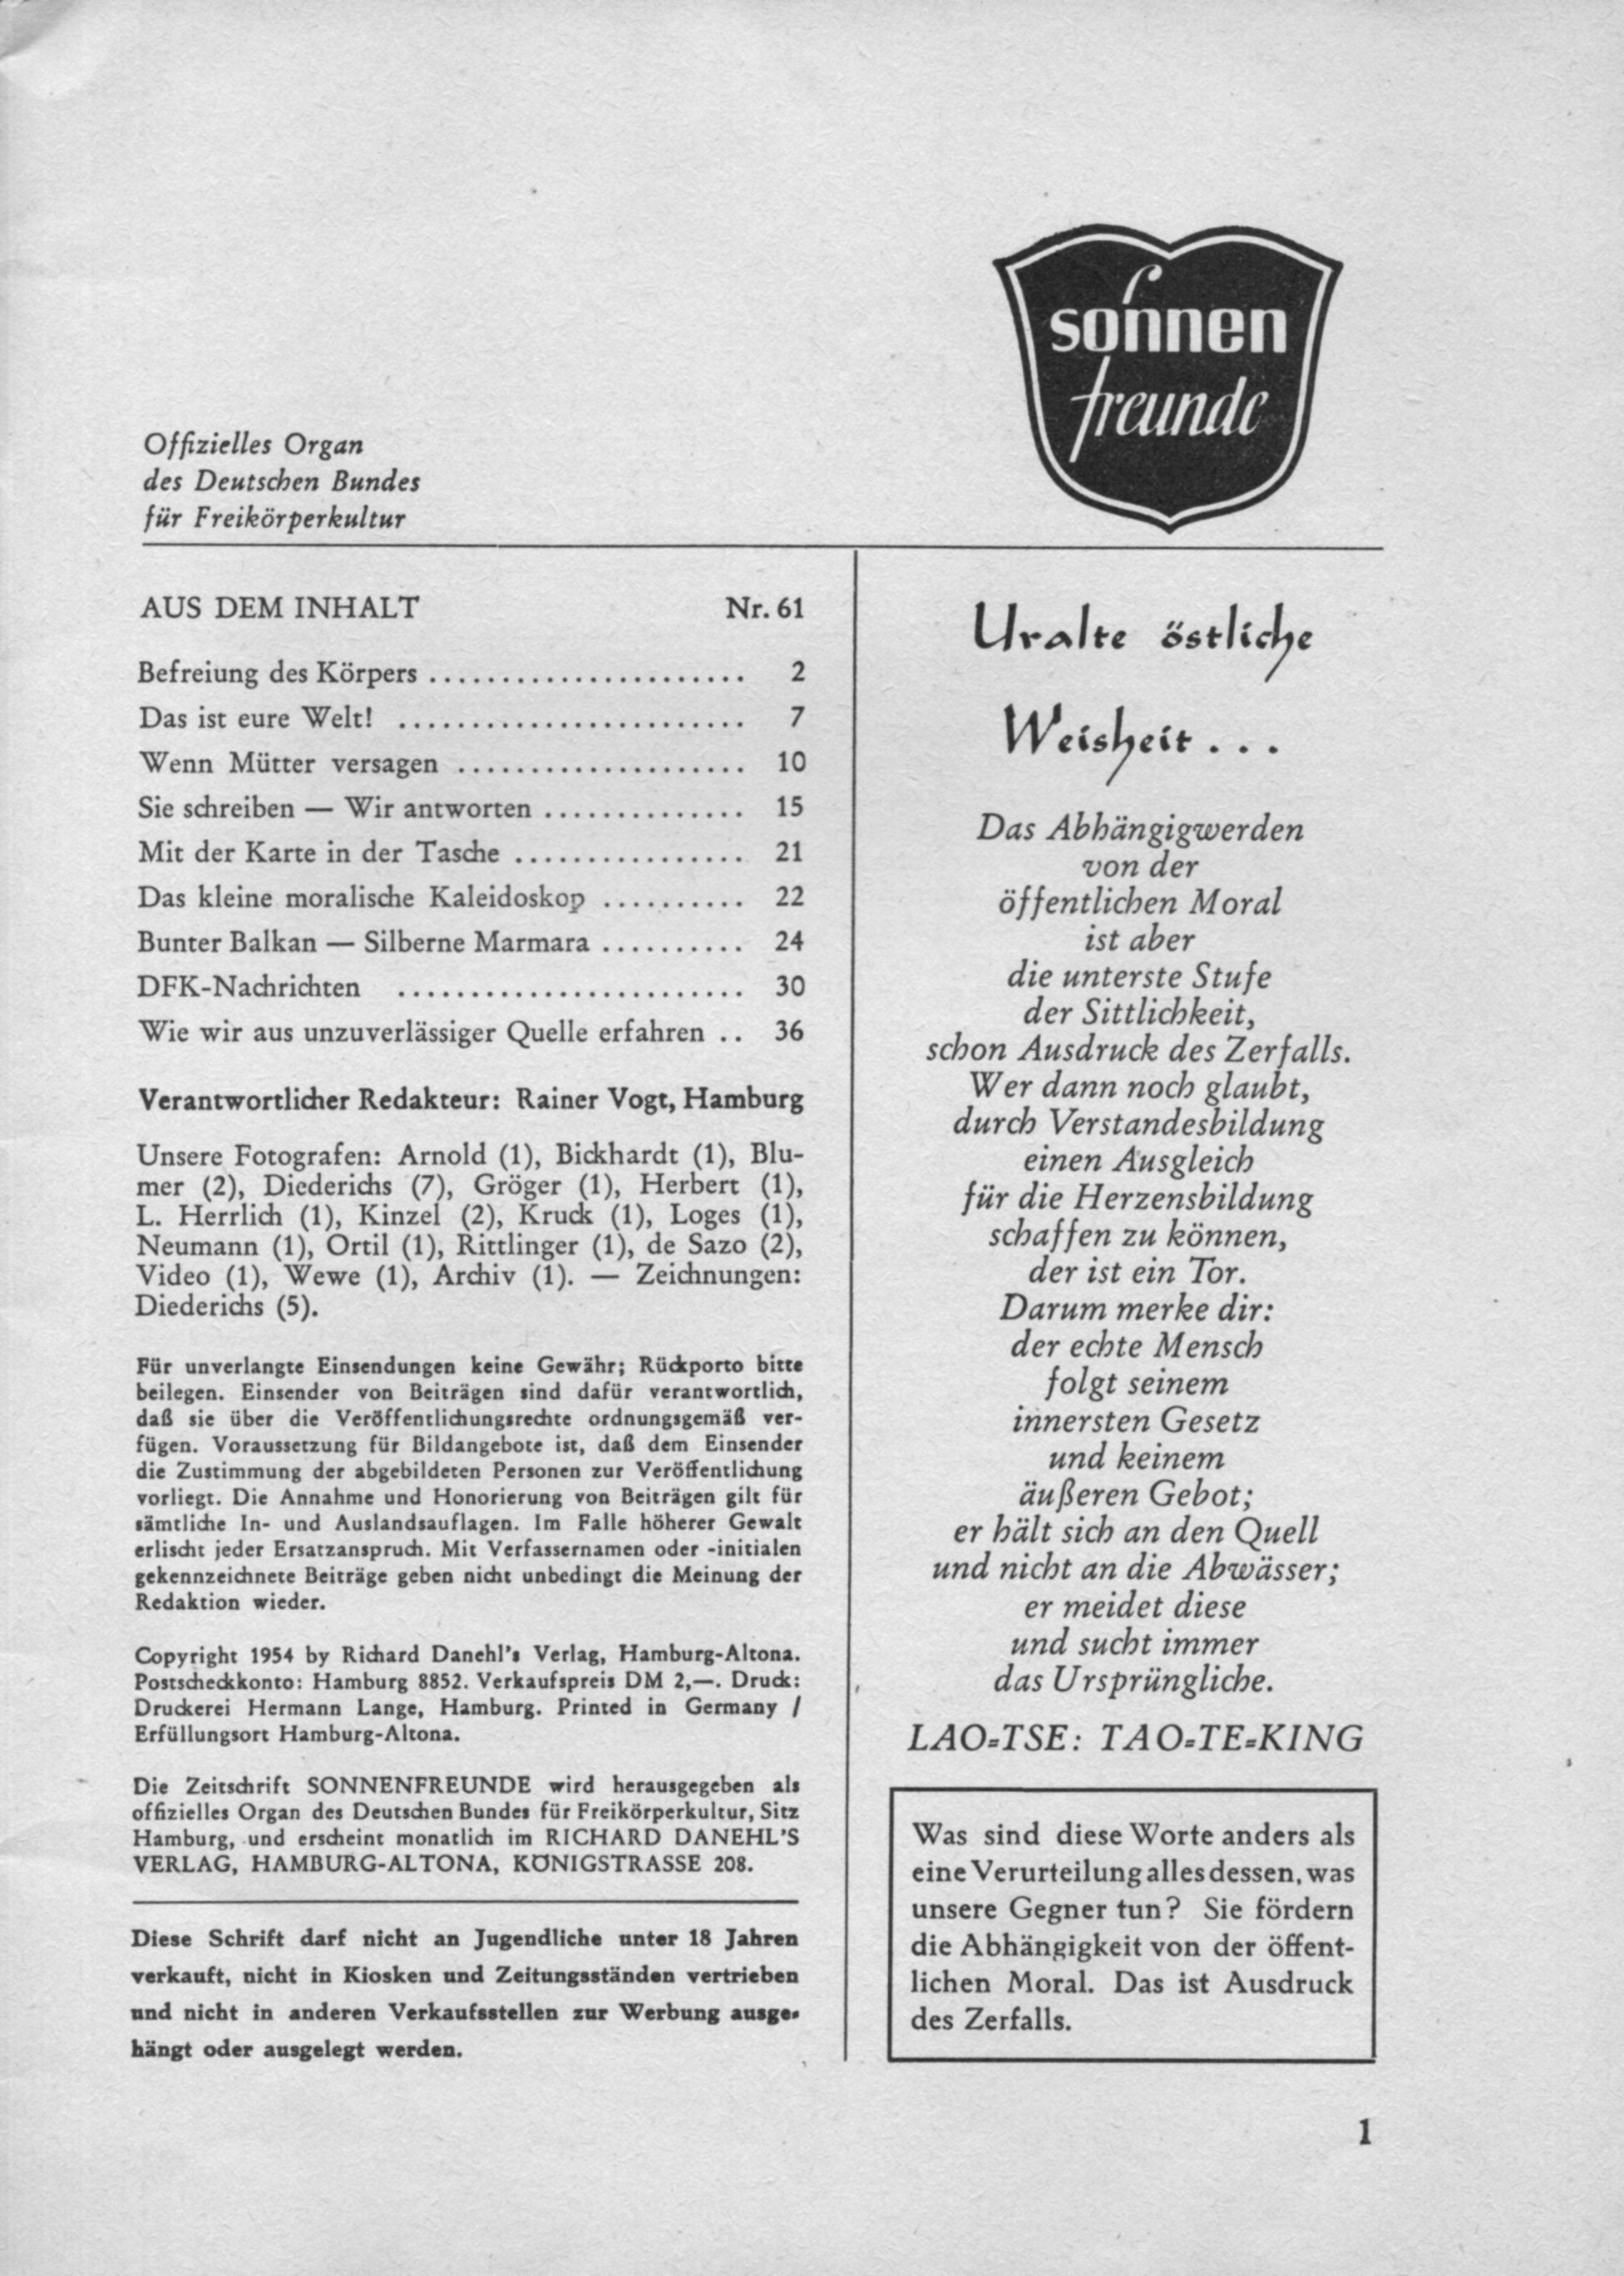 sonnen
freunde
Offizielles Organ
des Deutschen Bundes
für Freikörperkultur
AUS DEM INHALT Nr. 61
Befreiung des Körpers ...................... 2
Das ist eure Welt! ........................ 7
Wenn Mütter versagen .................... 10
Sie schreiben — Wir antworten .............. 15
Mit der Karte in der Tasche ................ 21
Das kleine moralische Kaleidoskop .......... 22
Bunter Balkan — Silberne Marmara .......... 24
DFK-Nachrichten ........................ 30
Wie wir aus unzuverlässiger Quelle erfahren .. 36
Verantwortlicher Redakteur: Rainer Vogt, Hamburg
Unsere Fotografen: Arnold (1), Bickhardt (1), Blu-
mer (2), Diederichs (7), Gröger (1), Herbert (1),
L. Herrlich (1), Kinzel (2), Kruck (1), Loges (1),
Neumann (1), Ortil (1), Rittlinger (1), de Sazo (2),
Video (1), Wewe (1), Archiv (1). — Zeichnungen:
Diederichs (5).
Für unverlangte Einsendungen keine Gewähr; Rückporto bitte
beilegen. Einsender von Beiträgen sind dafür verantwortlich,
daß sie über die Veröffentlichungsrechte ordnungsgemäß ver-
fügen. Voraussetzung für Bildangebote ist, daß dem Einsender
die Zustimmung der abgebildeten Personen zur Veröffentlichung
vorliegt. Die Annahme und Honorierung von Beiträgen gilt für
sämtliche In- und Auslandsauflagen. Im Falle höherer Gewalt
erlischt jeder Ersatzanspruch. Mit Verfassernamen oder -initialen
gekennzeichnete Beiträge geben nicht unbedingt die Meinung der
Redaktion wieder.
Copyright 1954 by Richard Danehl's Verlag, Hamburg-Altona.
Postscheckkonto: Hamburg 8852. Verkaufspreis DM 2,—. Druck:
Druckerei Hermann Lange, Hamburg. Printed in Germany /
Erfüllungsort Hamburg-Altona.
Die Zeitschrift SONNENFREUNDE wird herausgegeben als
offizielles Organ des Deutschen Bundes für Freikörperkultur, Sitz
Hamburg, und erscheint monatlich im RICHARD DANEHL'S
VERLAG, HAMBURG-ALTONA, KÖNIGSTRASSE 208.
Diese Schrift darf nicht an Jugendliche unter 18 Jahren
verkauft, nicht in Kiosken und Zeitungsständen vertrieben
und nicht in anderen Verkaufsstellen zur Werbung ausge-
hängt oder ausgelegt werden.
Uralte östliche
Weisheit . . .
Das Abhängigwerden
von der
öffentlichen Moral
ist aber
die unterste Stufe
der Sittlichkeit,
schon Ausdruck des Zerfalls.
Wer dann noch glaubt,
durch Verstandesbildung
einen Ausgleich
für die Herzensbildung
schaffen zu können,
der ist ein Tor.
Darum merke dir:
der echte Mensch
folgt seinem
innersten Gesetz
und keinem
äußeren Gebot;
er hält sich an den Quell
und nicht an die Abwässer;
er meidet diese
und sucht immer
das Ursprüngliche.
LAO-TSE: TAO-TE-KING
Was sind diese Worte anders als
eine Verurteilung alles dessen, was
unsere Gegner tun? Sie fördern
die Abhängigkeit von der öffent-
lichen Moral. Das ist Ausdruck
des Zerfalls.
1